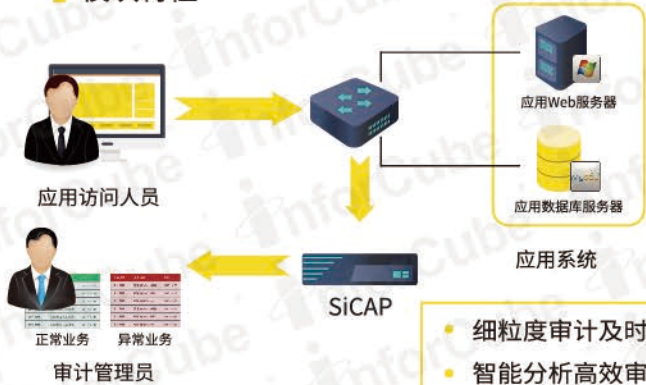 应用Web服务器
应用访问人员
应用数据库服务器
应用系统
SiCAP
正常业务 异常业务
审计管理员
• 细粒度审计及时
• 智能分析高效审
inforCube